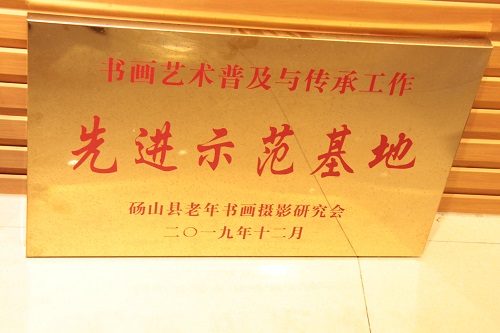 书画艺术普及与传承工作
先进示范基地
砀山县老年书画摄影研究会
二〇一九年十二月